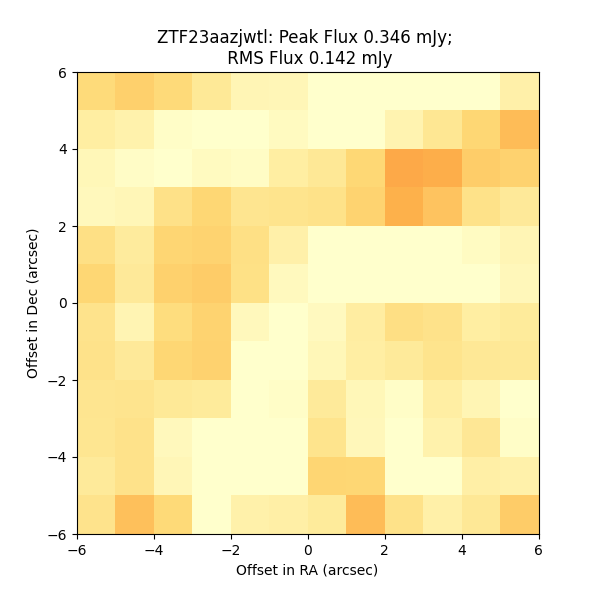 ZTF23aazjwtl: Peak Flux 0.346 mJy;
RMS Flux 0.142 mJy
6
4
2
0
−2
−4
−6
Offset in Dec (arcsec)
−6 −4 −2 0 2 4 6
Offset in RA (arcsec)